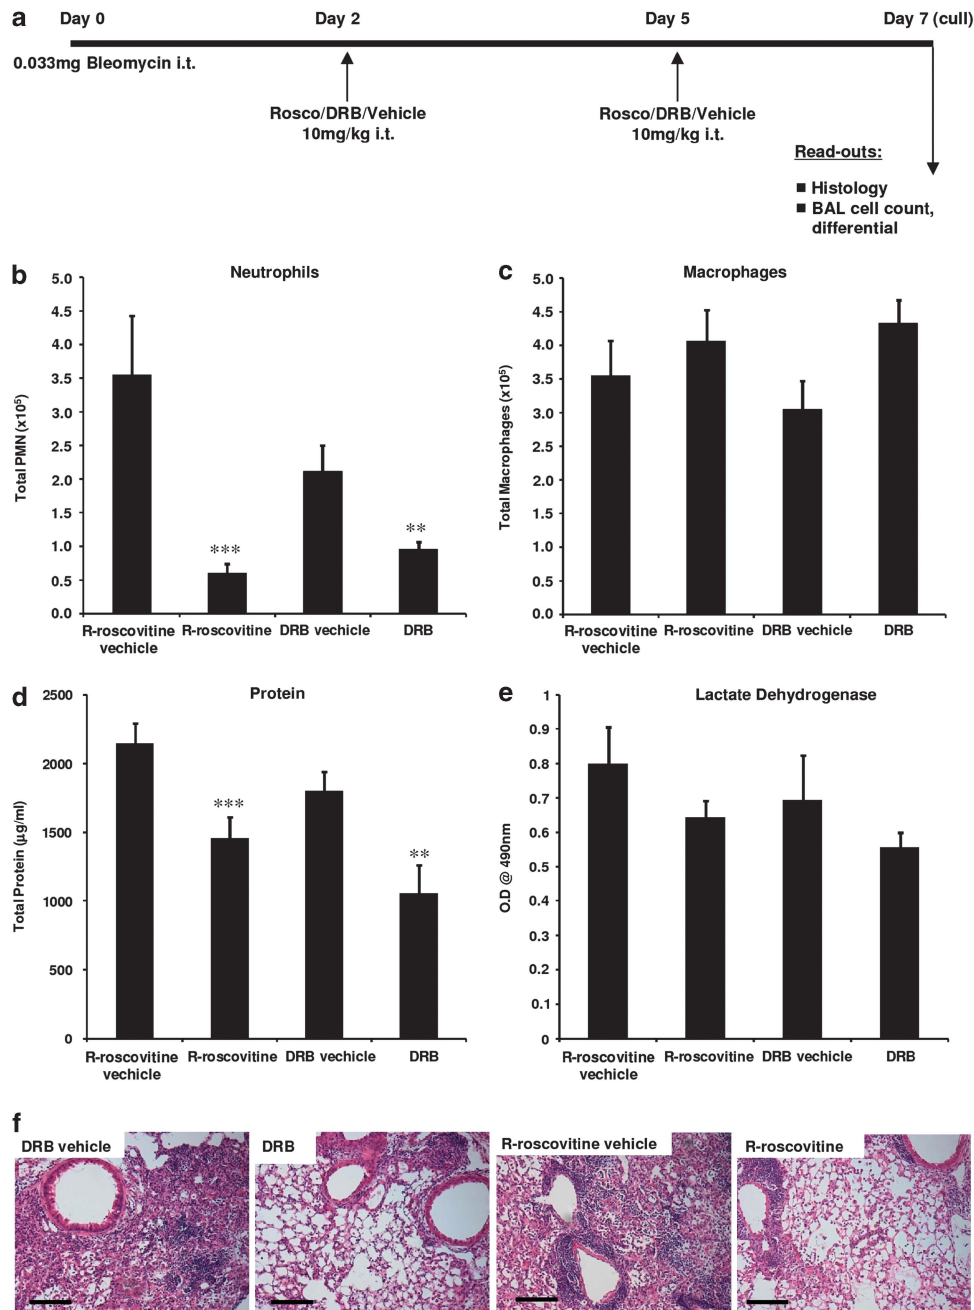 a
Day 0 Day 2 Day 5 Day 7 (cull)
0.033mg Bleomycin i.t.
Rosco/DRB/Vehicle
10mg/kg i.t.
Rosco/DRB/Vehicle
10mg/kg i.t.
Read-outs:
■ Histology
■ BAL cell count,
differential
b
Neutrophils
Total PMN (x10⁵)
5.0
4.5
4.0
3.5
3.0
2.5
2.0
1.5
1.0
0.5
0.0
***
**
R-roscovitine R-roscovitine DRB vechicle DRB
vechicle
c
Macrophages
Total Macrophages (x10⁵)
5.0
4.5
4.0
3.5
3.0
2.5
2.0
1.5
1.0
0.5
0.0
R-roscovitine R-roscovitine DRB vechicle DRB
vechicle
d
Protein
Total Protein (µg/ml)
2500
2000
1500
1000
500
0
***
**
R-roscovitine R-roscovitine DRB vechicle DRB
vechicle
e
Lactate Dehydrogenase
O.D @ 490nm
1
0.9
0.8
0.7
0.6
0.5
0.4
0.3
0.2
0.1
0
R-roscovitine R-roscovitine DRB vechicle DRB
vechicle
f
DRB vehicle
DRB
R-roscovitine vehicle
R-roscovitine